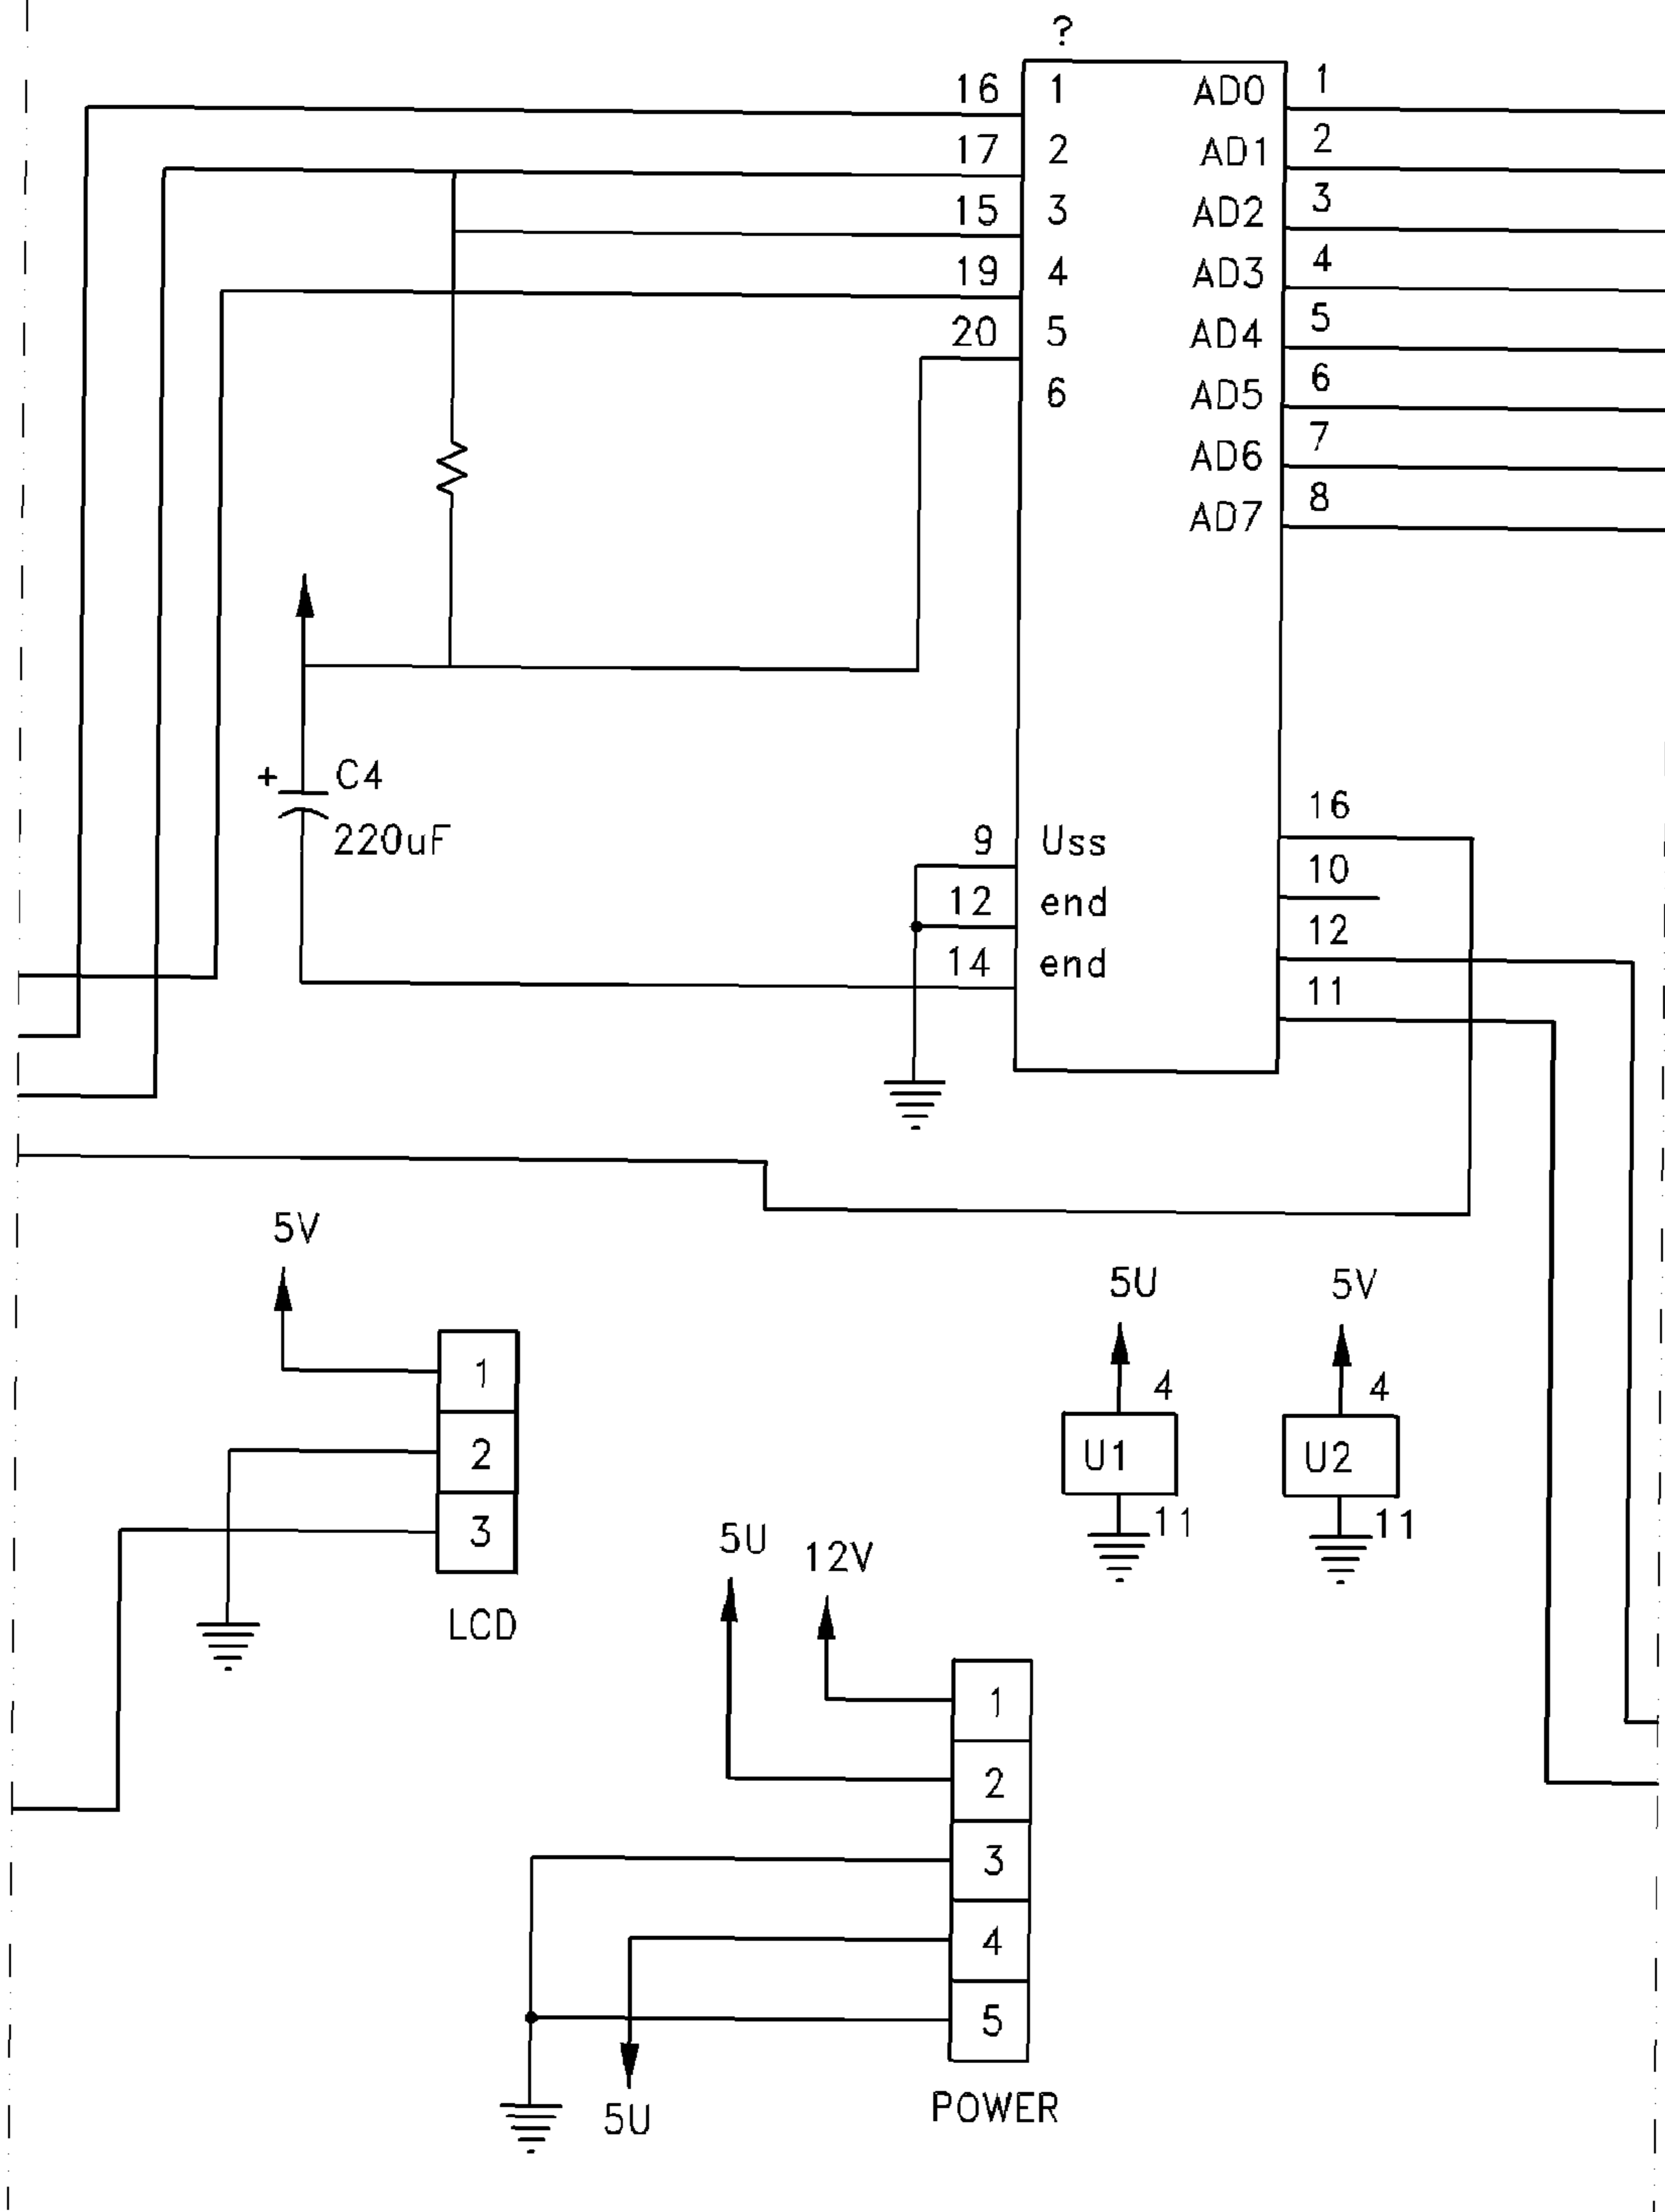 ?
16 1 AD0 1
17 2 AD1 2
15 3 AD2 3
19 4 AD3 4
20 5 AD4 5
6 AD5 6
AD6 7
AD7 8
+ C4
220uF
16
9 Uss
10
12 end
12
14 end
11
5V
5U
5V
1
4
4
2
U1
U2
3
11
11
5U
12V
LCD
1
2
3
4
5
POWER
5U